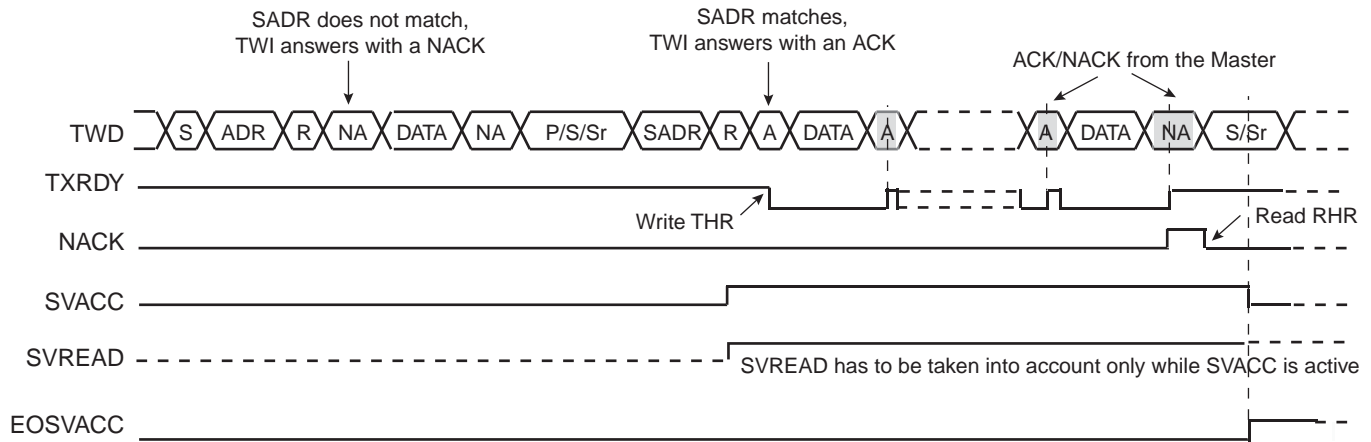 SADR does not match,
TWI answers with a NACK
SADR matches,
TWI answers with an ACK
ACK/NACK from the Master
TWD S ADR R NA DATA NA P/S/Sr SADR R A DATA A A DATA NA S/Sr
TXRDY
Write THR
Read RHR
NACK
SVACC
SVREAD
SVREAD has to be taken into account only while SVACC is active
EOSVACC